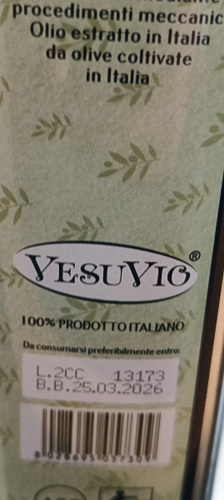 procedimenti meccanic
Olio estratto in Italia
da olive coltivate
in Italia
VESUVIO®
100% PRODOTTO ITALIANO
Da consumarsi preferibilmente entro:
L.2CC 13173
B.B.25.03.2026